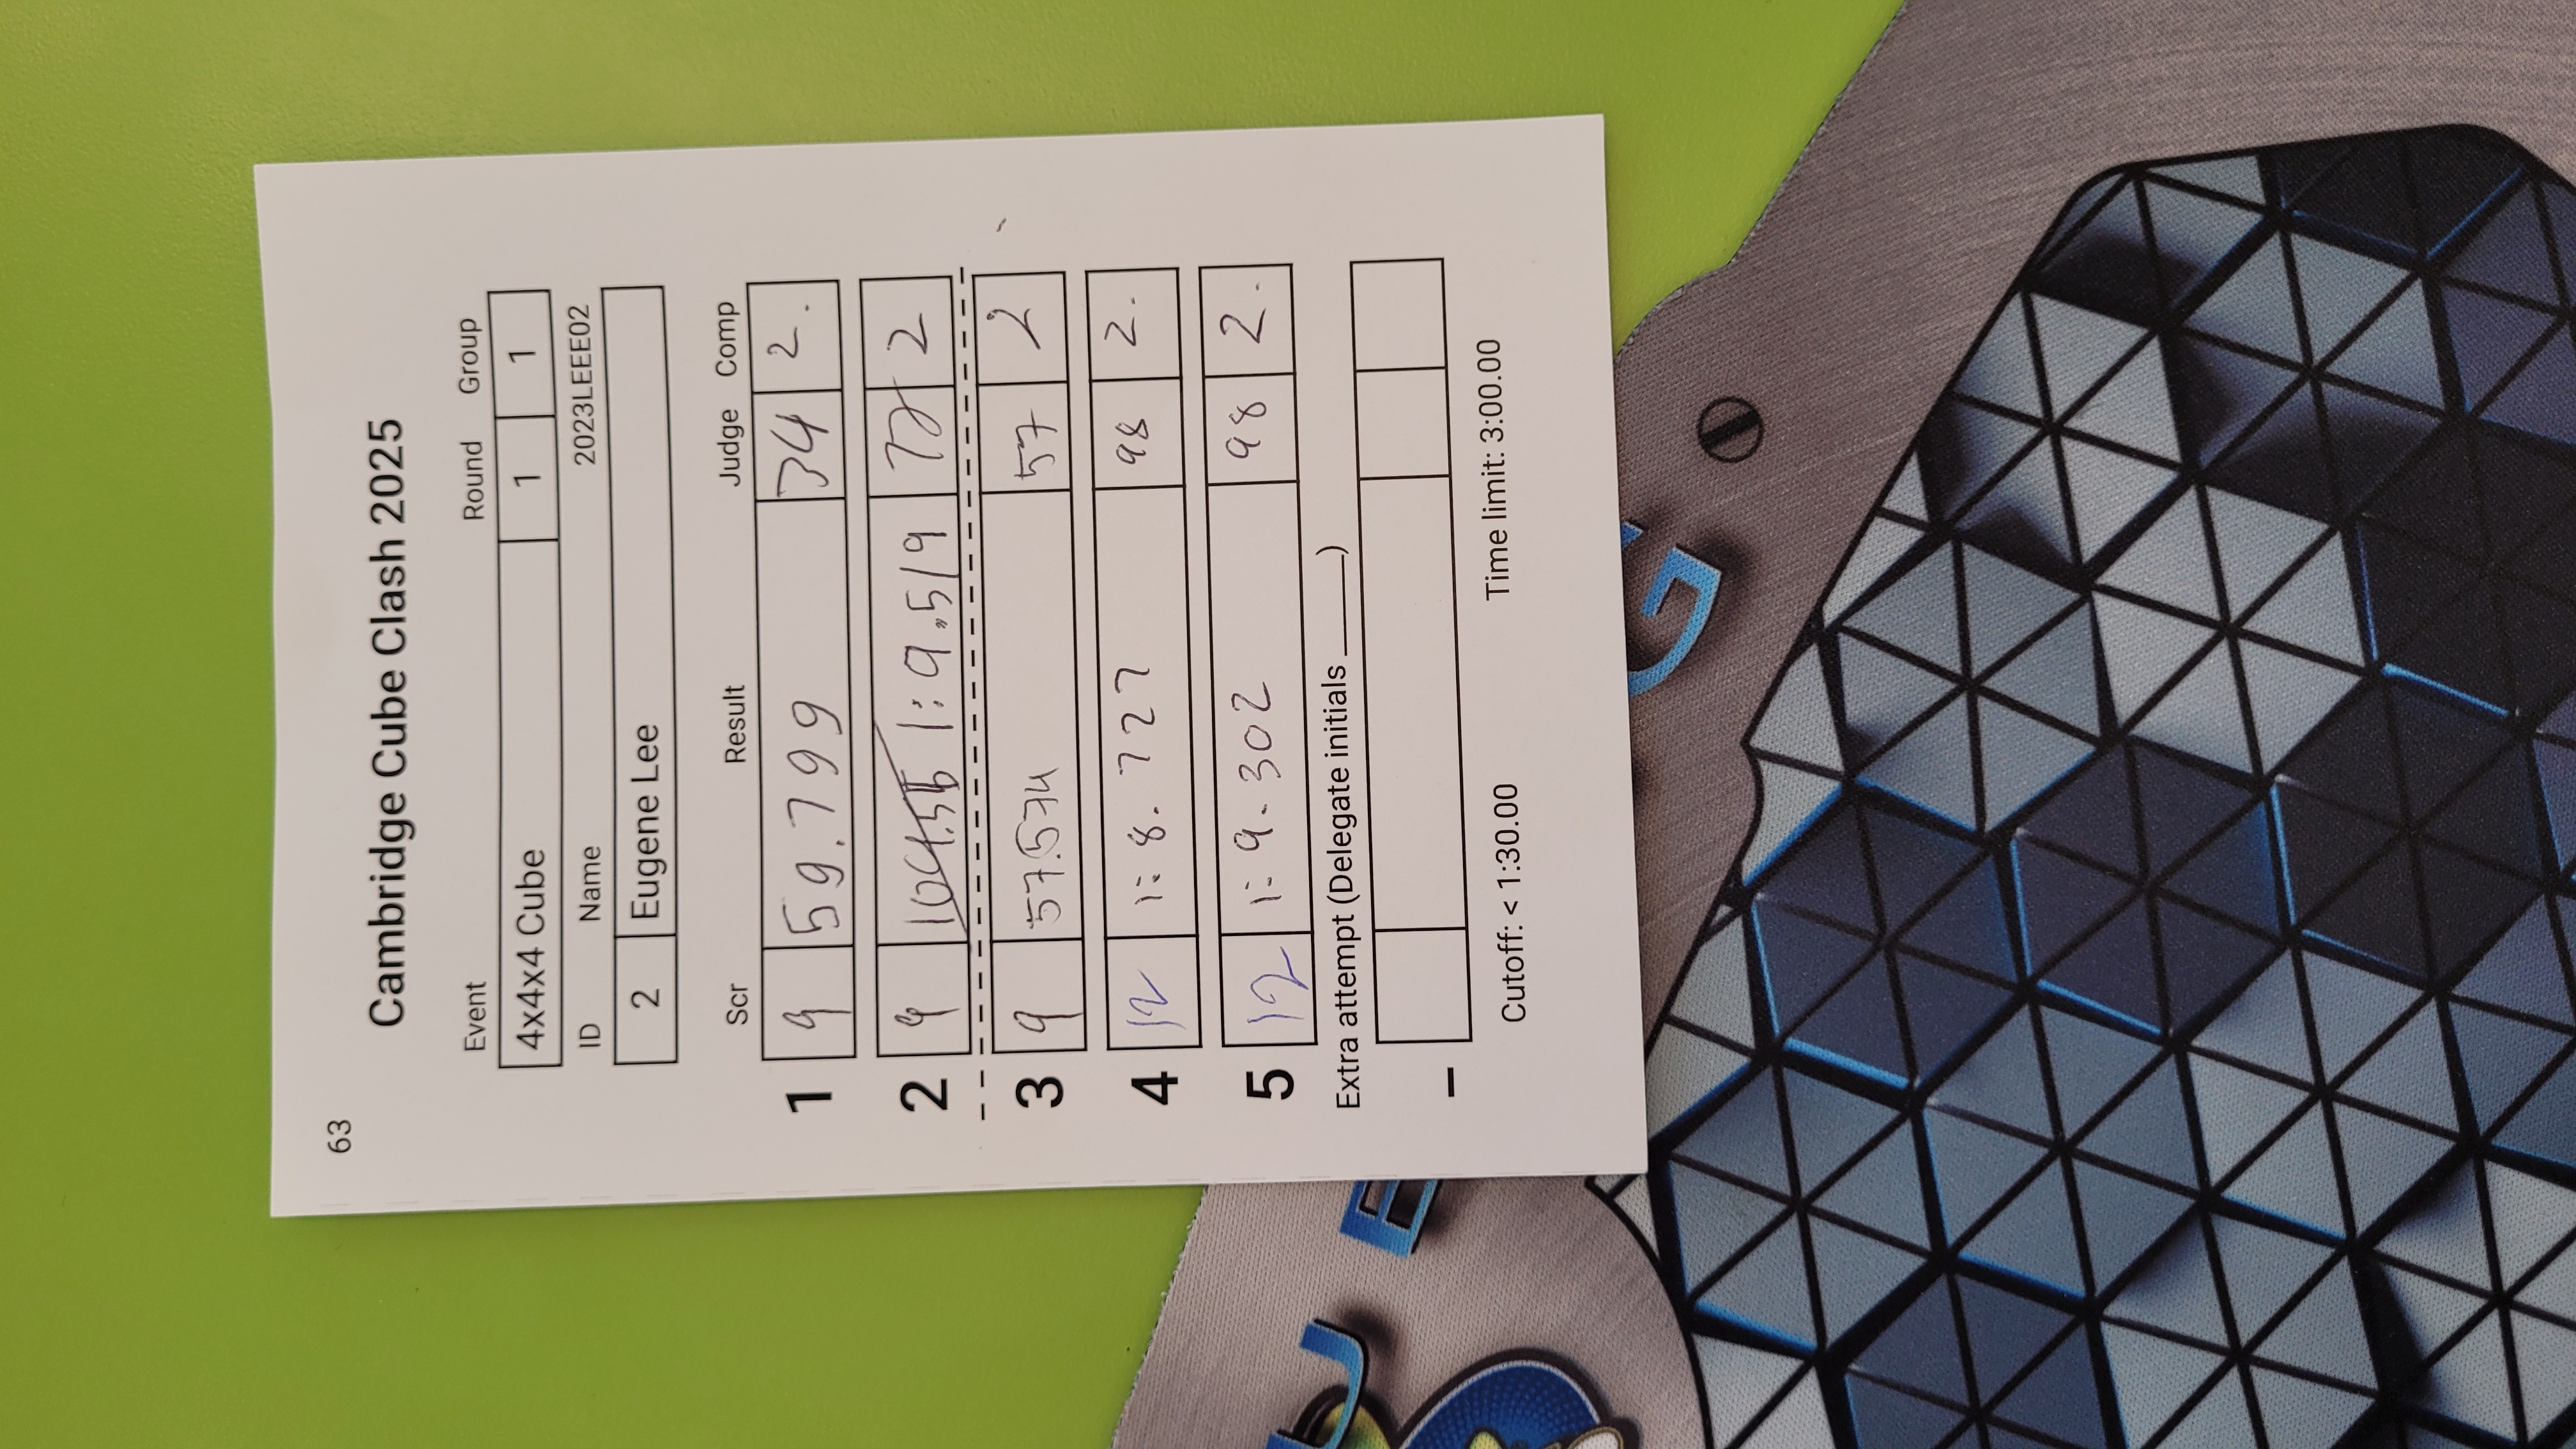 63
Cambridge Cube Clash 2025
Event Round Group
4x4x4 Cube 1 1
ID Name 2023LEEE02
2 Eugene Lee
Scr Result Judge Comp
1 9 59.799 34 2.
2 9 1:9.519 72 2
3 9 57.574 57 2
4 12 1:8.727 98 2.
5 12 1:9.302 98 2.
Extra attempt (Delegate initials ______)
–
Cutoff: < 1:30.00 Time limit: 3:00.00
U E
G